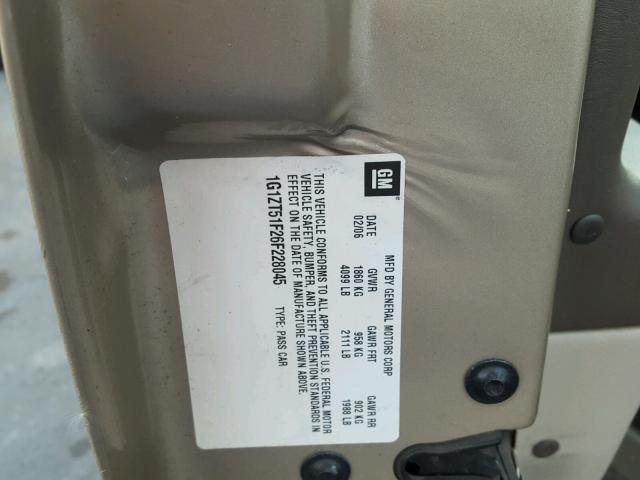 GM
MFD BY GENERAL MOTORS CORP
DATE GVWR GAWR FRT GAWR RR
02/06 1860 KG 958 KG 902 KG
4099 LB 2111 LB 1988 LB
THIS VEHICLE CONFORMS TO ALL APPLICABLE U.S. FEDERAL MOTOR
VEHICLE SAFETY, BUMPER, AND THEFT PREVENTION STANDARDS IN
EFFECT ON THE DATE OF MANUFACTURE SHOWN ABOVE.
1G1ZT51F26F228045 TYPE: PASS CAR